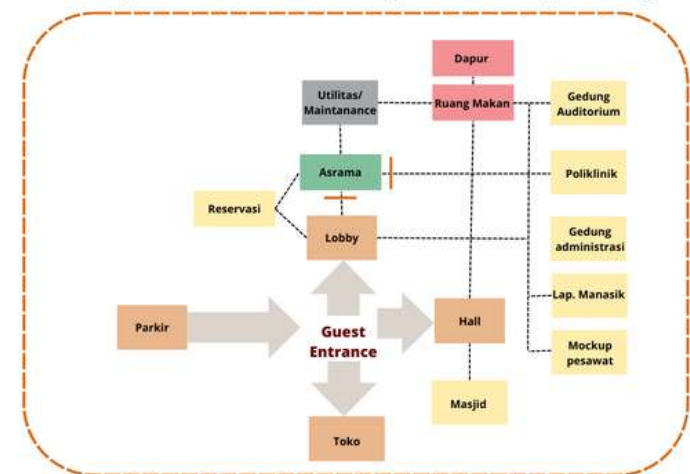 Dapur
Utilitas/
Maintanance
Ruang Makan
Gedung
Auditorium
Asrama
Poliklinik
Reservasi
Lobby
Gedung
administrasi
Lap. Manasik
Parkir
Guest
Entrance
Hall
Mockup
pesawat
Masjid
Toko